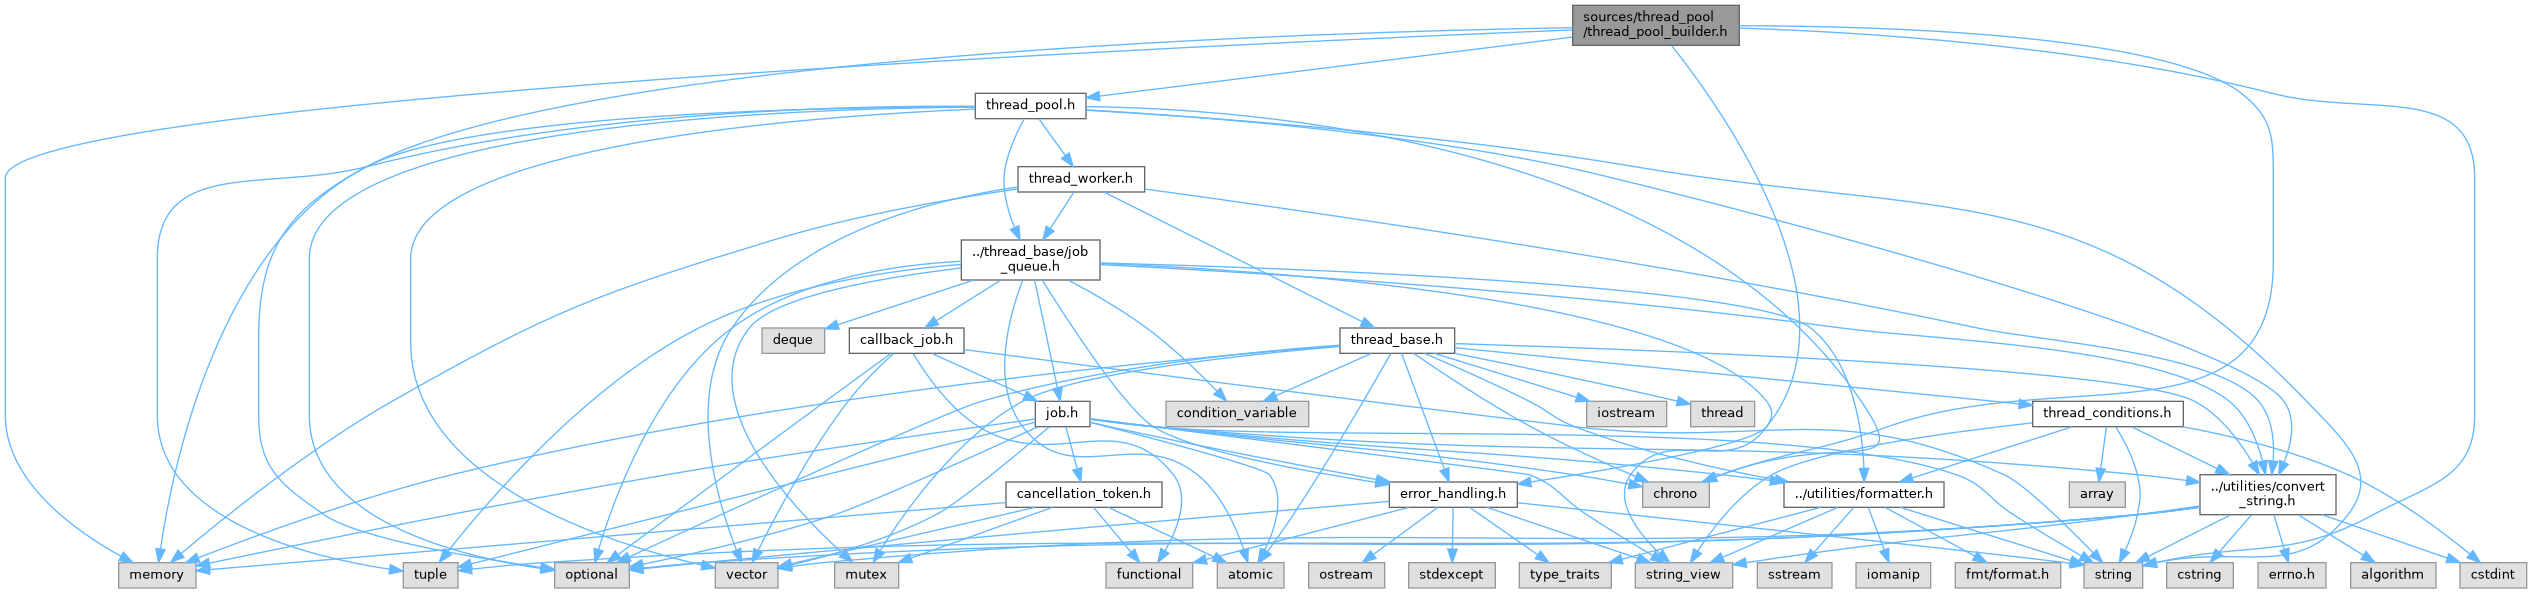 sources/thread_pool
/thread_pool_builder.h
thread_pool.h
thread_worker.h
../thread_base/job
_queue.h
deque
callback_job.h
thread_base.h
job.h
condition_variable
iostream
thread
thread_conditions.h
cancellation_token.h
error_handling.h
chrono
../utilities/formatter.h
array
../utilities/convert
_string.h
memory
tuple
optional
vector
mutex
functional
atomic
ostream
stdexcept
type_traits
string_view
sstream
iomanip
fmt/format.h
string
cstring
errno.h
algorithm
cstdint